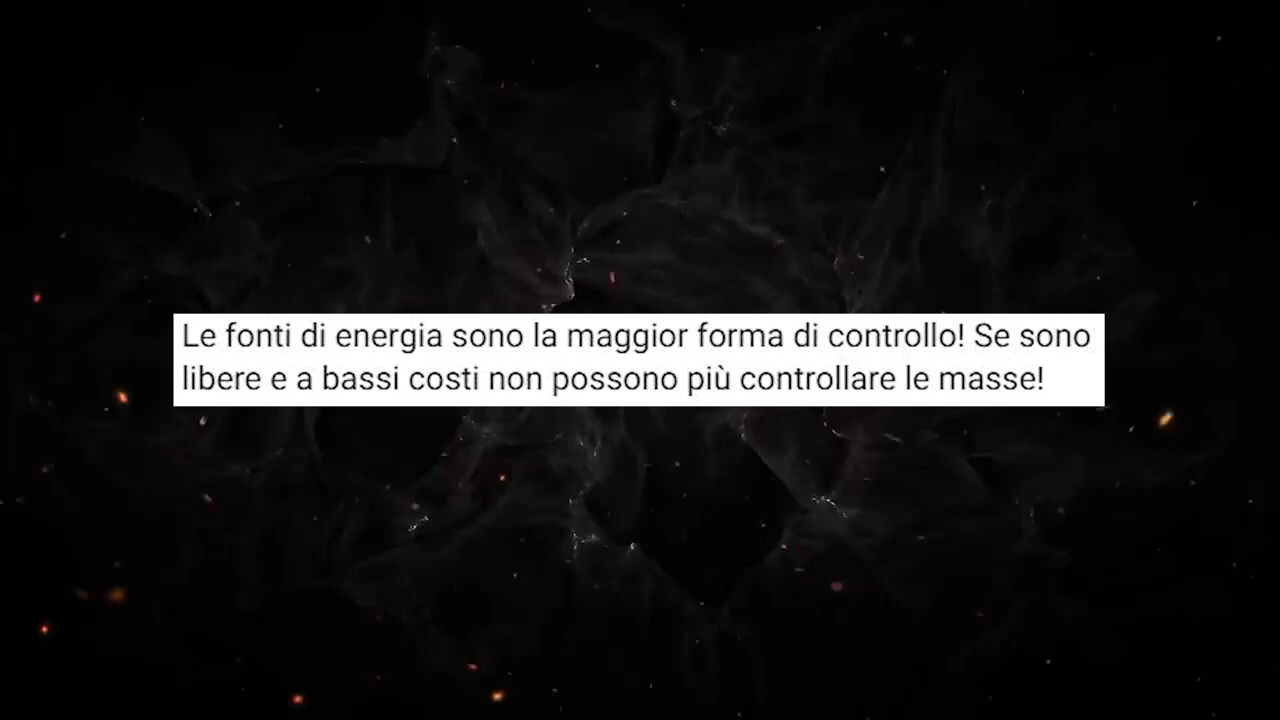 Le fonti di energia sono la maggior forma di controllo! Se sono
libere e a bassi costi non possono più controllare le masse!